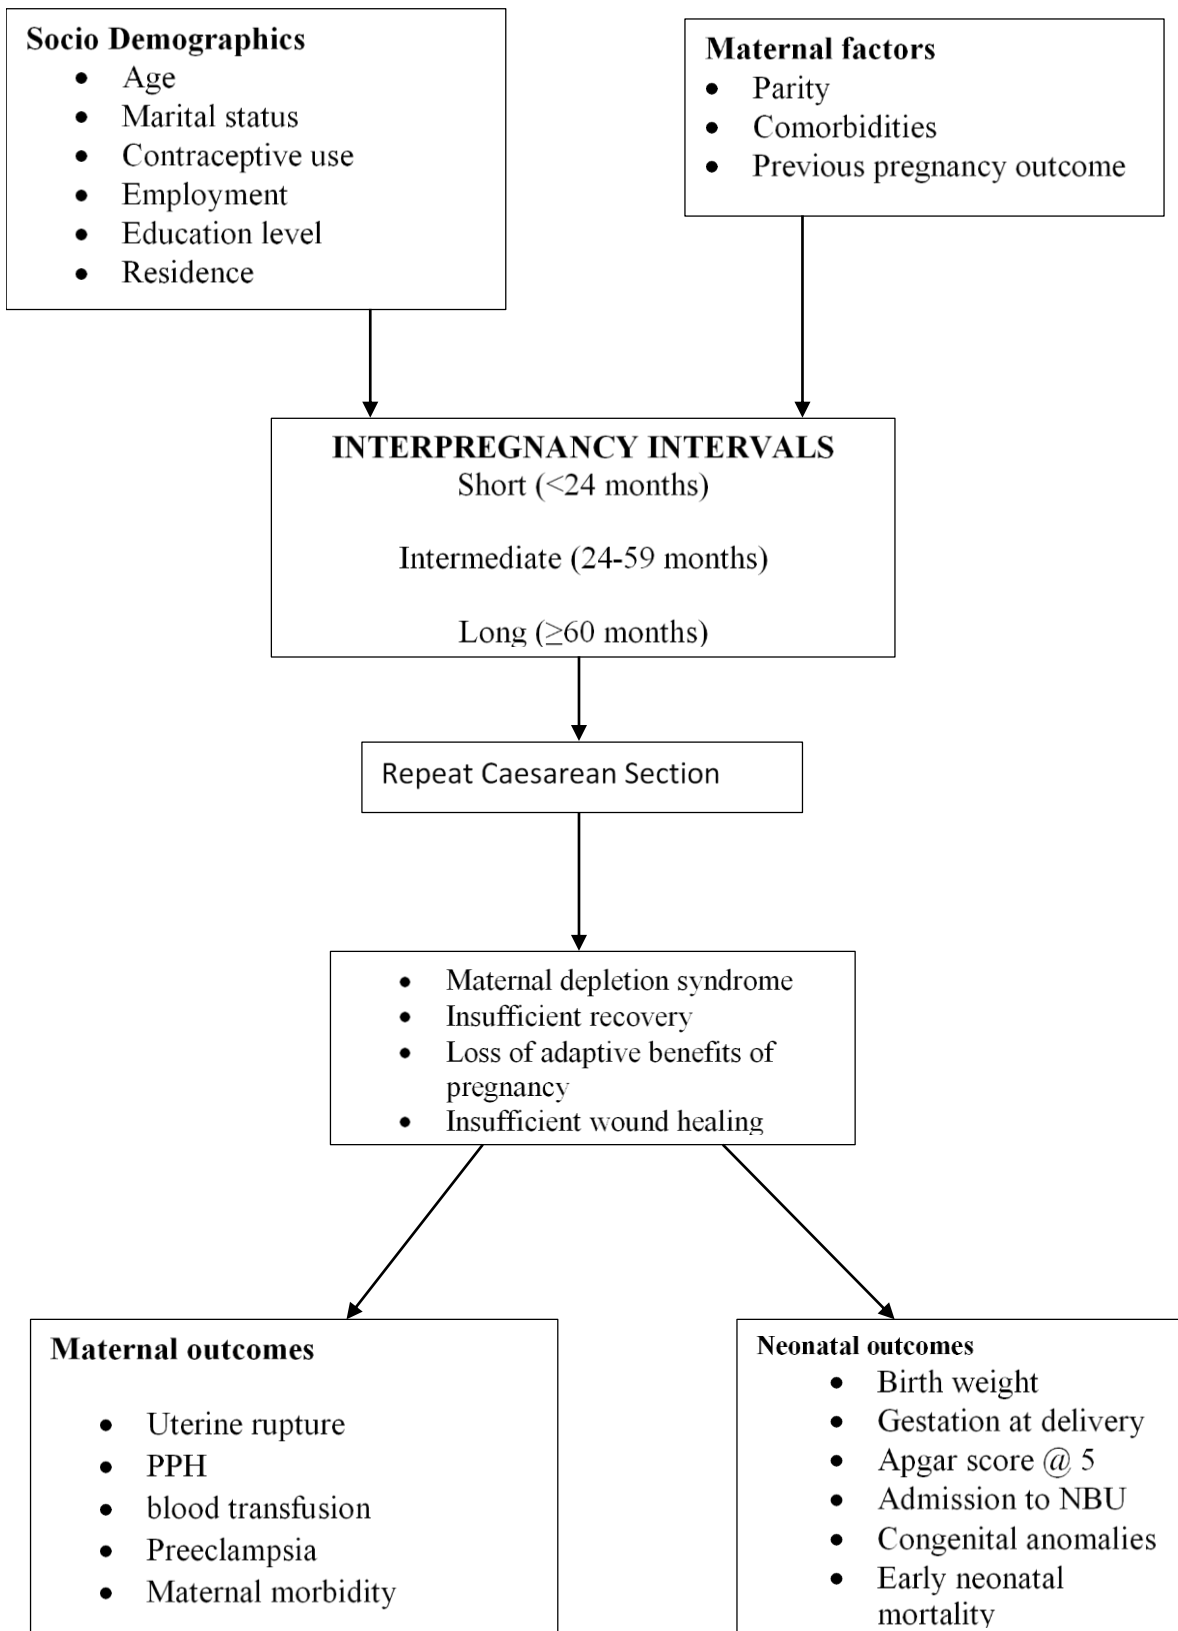 Socio Demographics
• Age
• Marital status
• Contraceptive use
• Employment
• Education level
• Residence
Maternal factors
• Parity
• Comorbidities
• Previous pregnancy outcome
INTERPREGNANCY INTERVALS
Short (<24 months)
Intermediate (24-59 months)
Long (≥60 months)
Repeat Caesarean Section
• Maternal depletion syndrome
• Insufficient recovery
• Loss of adaptive benefits of
pregnancy
• Insufficient wound healing
Maternal outcomes
• Uterine rupture
• PPH
• blood transfusion
• Preeclampsia
• Maternal morbidity
Neonatal outcomes
• Birth weight
• Gestation at delivery
• Apgar score @ 5
• Admission to NBU
• Congenital anomalies
• Early neonatal
mortality